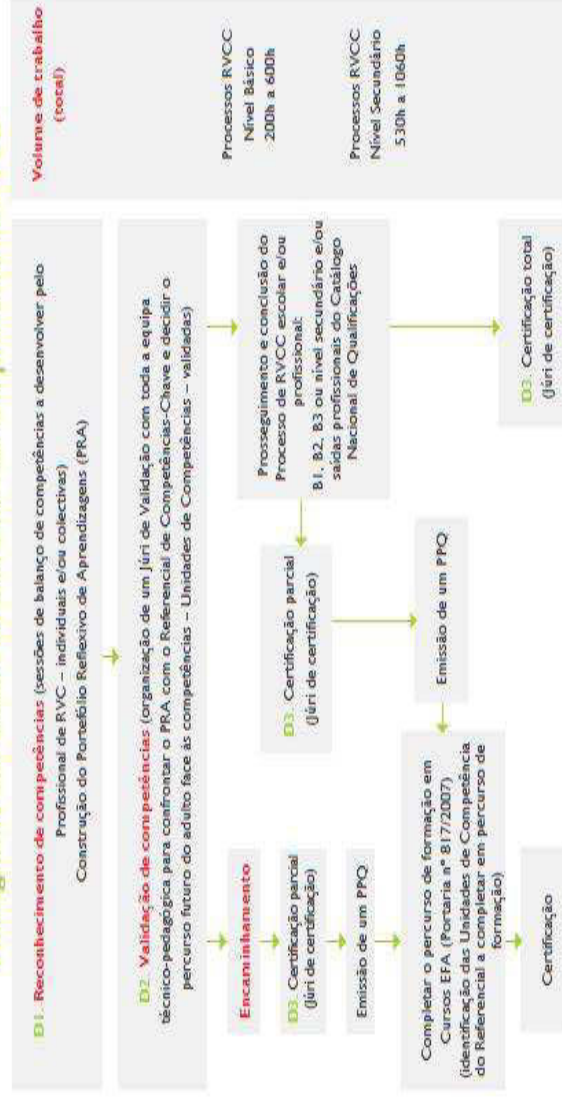 D1. Reconhecimento de competências (sessões de balanço de competências a desenvolver pelo
Profissional de RVC – individuais e/ou colectivas)
Construção do Portefólio Reflexivo de Aprendizagens (PRA)
D2. Validação de competências (organização de um Júri de Validação com toda a equipa
técnico-pedagógica para confrontar o PRA com o Referencial de Competências-Chave e decidir o
percurso futuro do adulto face às competências – Unidades de Competências – validadas)
Encaminhamento
D3. Certificação parcial
(Júri de certificação)
Emissão de um PPQ
Completar o percurso de formação em
Cursos EFA (Portaria nº 817/2007)
(identificação das Unidades de Competência
do Referencial a completar em percurso de
formação)
Certificação
D3. Certificação parcial
(Júri de certificação)
Emissão de um PPQ
Prosseguimento e conclusão do
Processo de RVCC escolar e/ou
profissional:
B1, B2, B3 ou nível secundário e/ou
saídas profissionais do Catálogo
Nacional de Qualificações
D3. Certificação total
(Júri de certificação)
Volume de trabalho
(total)
Processos RVCC
Nível Básico
200h a 600h
Processos RVCC
Nível Secundário
530h a 1060h